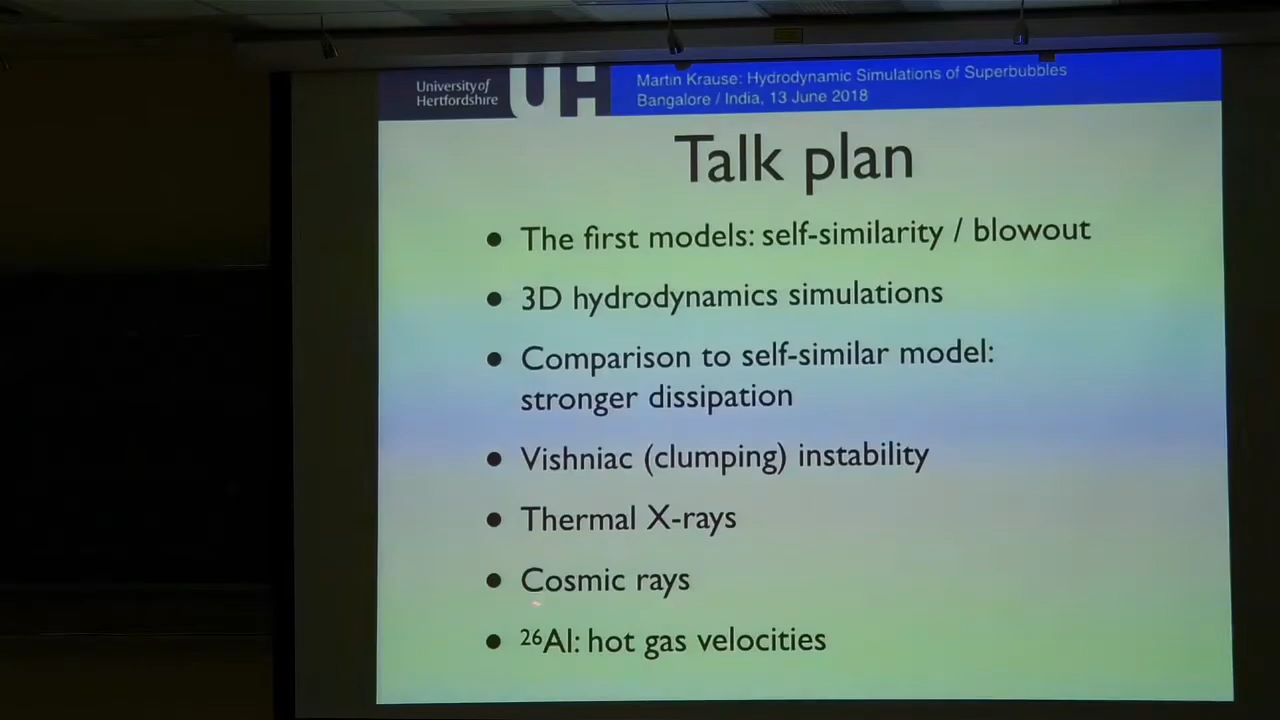 University of
Hertfordshire
UH
Martin Krause: Hydrodynamic Simulations of Superbubbles
Bangalore / India, 13 June 2018
Talk plan
• The first models: self-similarity / blowout
• 3D hydrodynamics simulations
• Comparison to self-similar model:
stronger dissipation
• Vishniac (clumping) instability
• Thermal X-rays
• Cosmic rays
• ²⁶Al: hot gas velocities